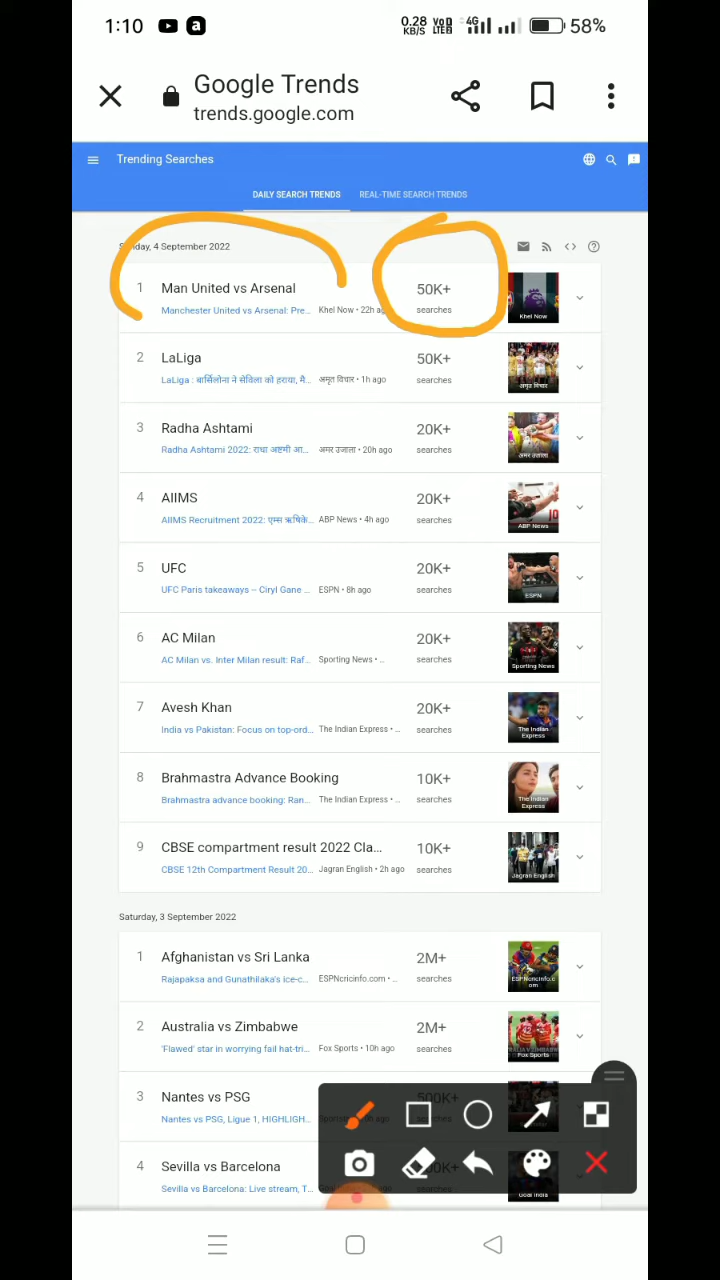 1:10 0.28 KB/S VoD LTE2 4G 58%
Google Trends
trends.google.com
Trending Searches
DAILY SEARCH TRENDS REAL-TIME SEARCH TRENDS
day, 4 September 2022
1 Man United vs Arsenal 50K+
Manchester United vs Arsenal: Pre... Khel Now • 22h ago searches
Khel Now
2 LaLiga 50K+
LaLiga : बार्सिलोना ने सेविला को हराया, मै... अमृत विचार • 1h ago searches
अमृत विचार
3 Radha Ashtami 20K+
Radha Ashtami 2022: राधा अष्टमी आ... अमर उजाला • 20h ago searches
अमर उजाला
4 AIIMS 20K+
AIIMS Recruitment 2022: एम्स ऋषिके... ABP News • 4h ago searches
ABP News
5 UFC 20K+
UFC Paris takeaways – Ciryl Gane ... ESPN • 8h ago searches
ESPN
6 AC Milan 20K+
AC Milan vs. Inter Milan result: Raf... Sporting News • .. searches
Sporting News
7 Avesh Khan 20K+
India vs Pakistan: Focus on top-ord... The Indian Express • .. searches
The Indian
Express
8 Brahmastra Advance Booking 10K+
Brahmastra advance booking: Ran... The Indian Express • .. searches
The Indian
Express
9 CBSE compartment result 2022 Cla... 10K+
CBSE 12th Compartment Result 20... Jagran English • 2h ago searches
Jagran English
Saturday, 3 September 2022
1 Afghanistan vs Sri Lanka 2M+
Rajapaksa and Gunathilaka's ice-c... ESPNcricinfo.com • .. searches
ESPNcricinfo.c
om
2 Australia vs Zimbabwe 2M+
'Flawed' star in worrying fail hat-tri... Fox Sports • 10h ago searches
Fox Sports
3 Nantes vs PSG 500K+
Nantes vs PSG, Ligue 1, HIGHLIGH...
4 Sevilla vs Barcelona
Sevilla vs Barcelona: Live stream, T...
Goal India